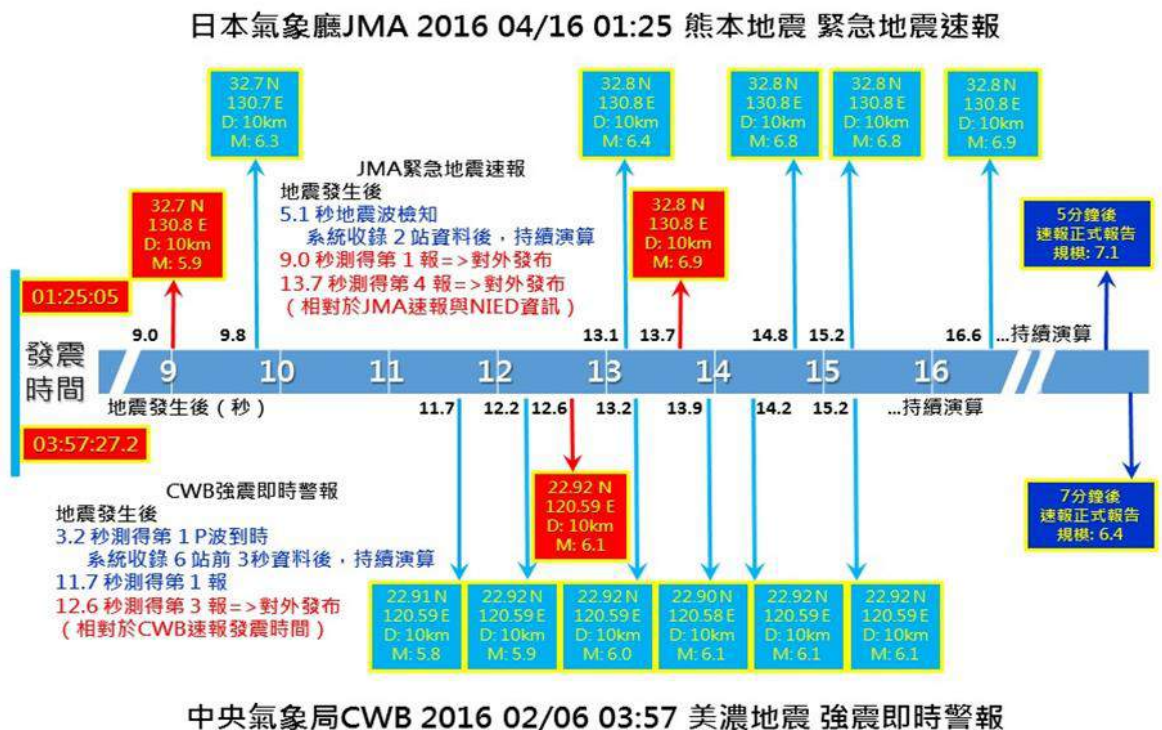 日本氣象廳JMA 2016 04/16 01:25 熊本地震 緊急地震速報
32.7 N
130.7 E
D: 10km
M: 6.3
32.8 N
130.8 E
D: 10km
M: 6.4
32.8 N
130.8 E
D: 10km
M: 6.8
32.8 N
130.8 E
D: 10km
M: 6.8
32.8 N
130.8 E
D: 10km
M: 6.9
32.7 N
130.8 E
D: 10km
M: 5.9
JMA緊急地震速報
地震發生後
5.1 秒地震波檢知
系統收錄 2 站資料後，持續演算
9.0 秒測得第 1 報=>對外發布
13.7 秒測得第 4 報=>對外發布
（相對於JMA速報與NIED資訊）
32.8 N
130.8 E
D: 10km
M: 6.9
5分鐘後
速報正式報告
規模: 7.1
01:25:05
9.0
9.8
13.1
13.7
14.8
15.2
16.6
...持續演算
發震
時間
9
10
11
12
13
14
15
16
地震發生後（秒）
11.7
12.2
12.6
13.2
13.9
14.2
15.2
...持續演算
03:57:27.2
CWB強震即時警報
地震發生後
3.2 秒測得第 1 P波到時
系統收錄 6 站前 3秒資料後，持續演算
11.7 秒測得第 1 報
12.6 秒測得第 3 報=>對外發布
（相對於CWB速報發震時間）
22.92 N
120.59 E
D: 10km
M: 6.1
7分鐘後
速報正式報告
規模: 6.4
22.91 N
120.59 E
D: 10km
M: 5.8
22.92 N
120.59 E
D: 10km
M: 5.9
22.92 N
120.59 E
D: 10km
M: 6.0
22.90 N
120.58 E
D: 10km
M: 6.1
22.92 N
120.59 E
D: 10km
M: 6.1
22.92 N
120.59 E
D: 10km
M: 6.1
中央氣象局CWB 2016 02/06 03:57 美濃地震 強震即時警報